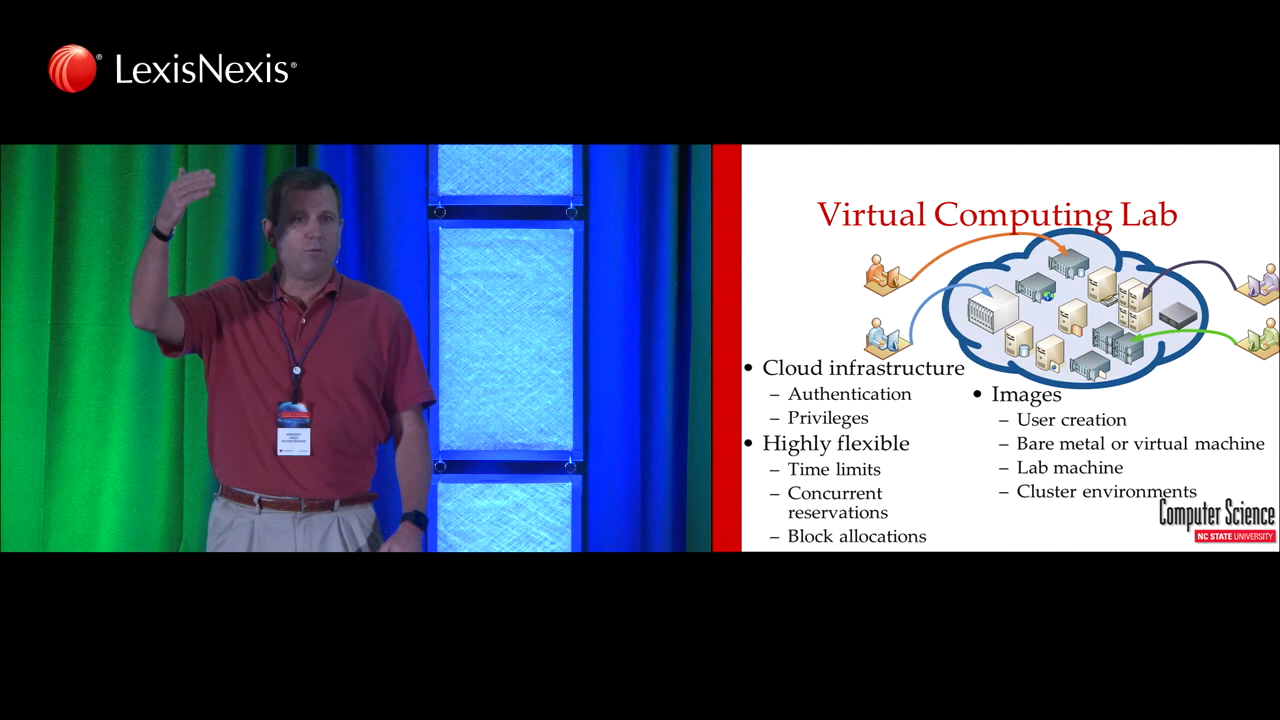 LexisNexis®
Virtual Computing Lab
• Cloud infrastructure
– Authentication
– Privileges
• Highly flexible
– Time limits
– Concurrent
reservations
– Block allocations
• Images
– User creation
– Bare metal or virtual machine
– Lab machine
– Cluster environments
Computer Science
NC STATE UNIVERSITY